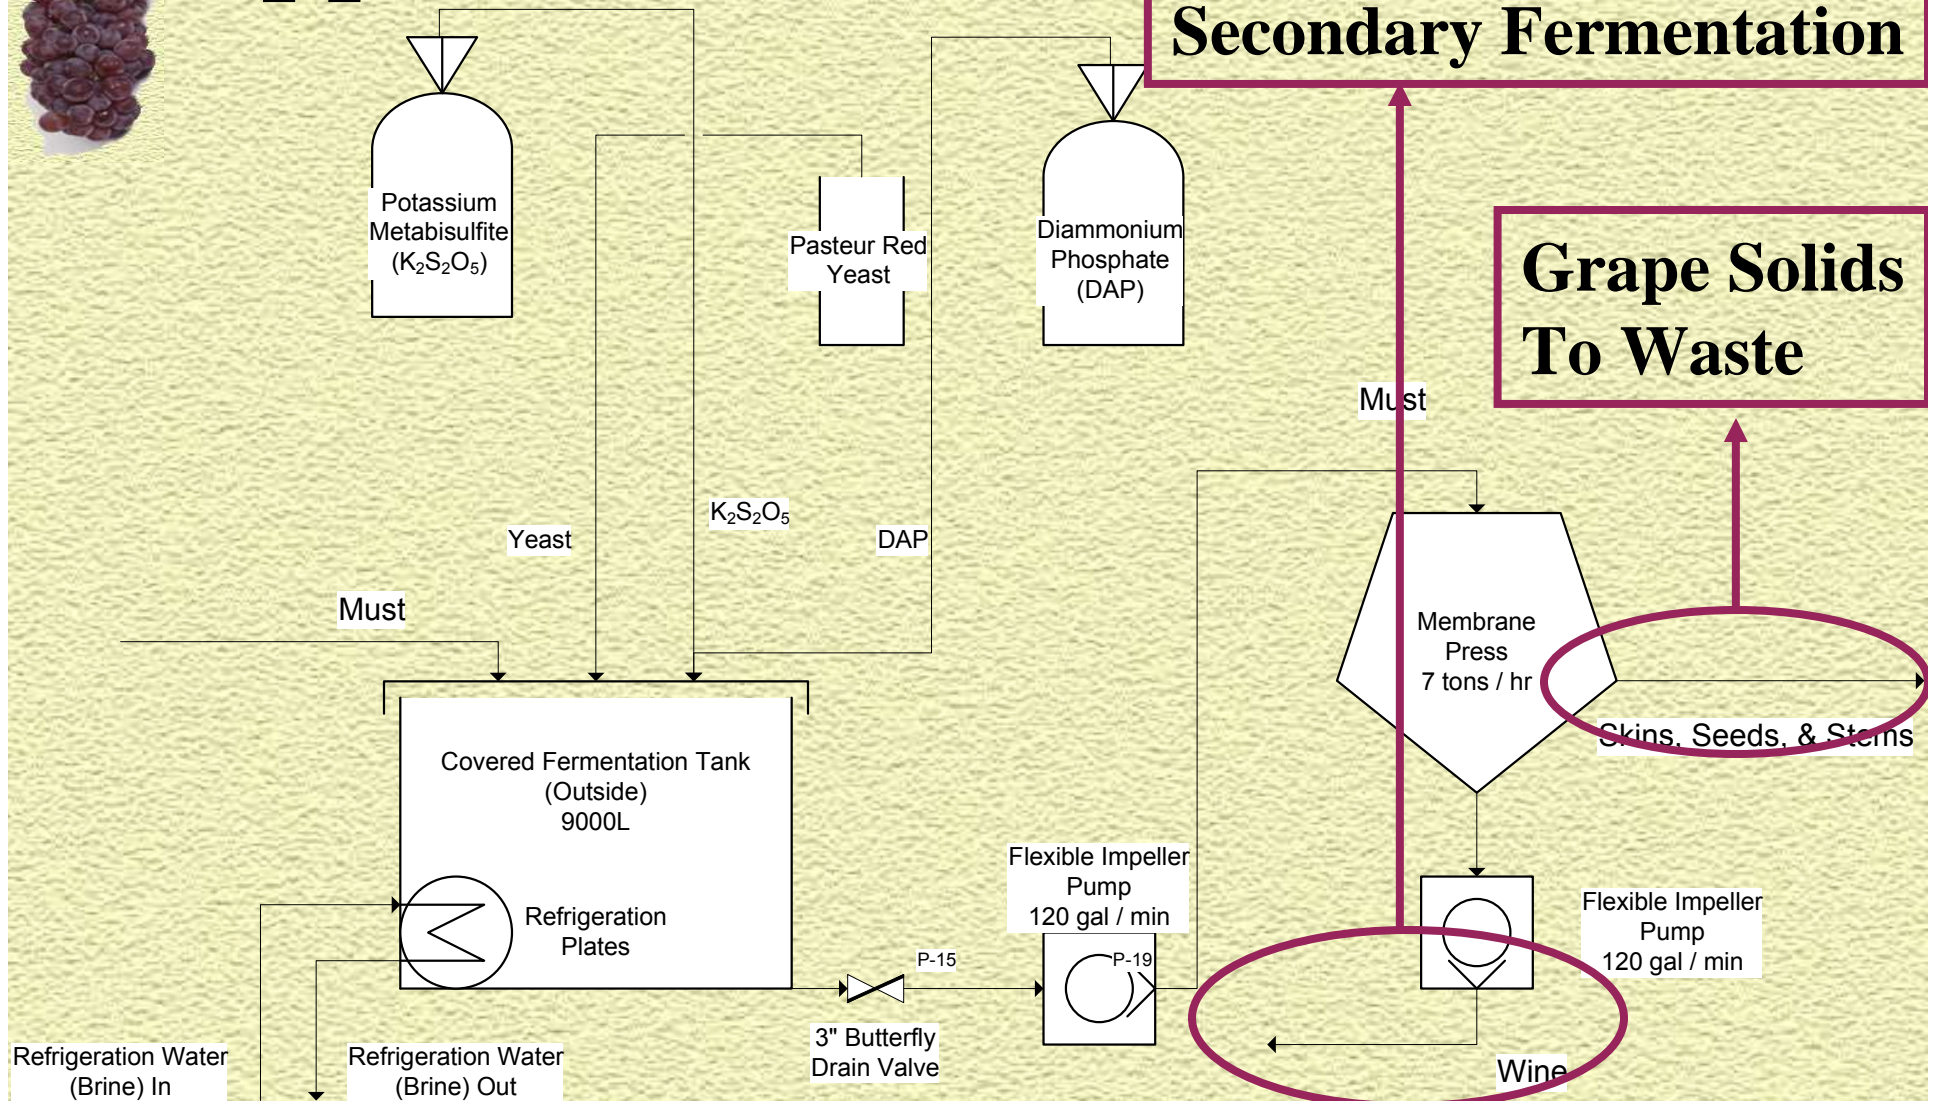 Secondary Fermentation
Potassium
Metabisulfite
(K₂S₂O₅)
Pasteur Red
Yeast
Diammonium
Phosphate
(DAP)
Grape Solids
To Waste
Must
K₂S₂O₅
Yeast
DAP
Must
Membrane
Press
7 tons / hr
Skins, Seeds, & Stems
Covered Fermentation Tank
(Outside)
9000L
Flexible Impeller
Pump
120 gal / min
Flexible Impeller
Pump
120 gal / min
Refrigeration
Plates
P-15
P-19
3" Butterfly
Drain Valve
Refrigeration Water
(Brine) In
Refrigeration Water
(Brine) Out
Wine